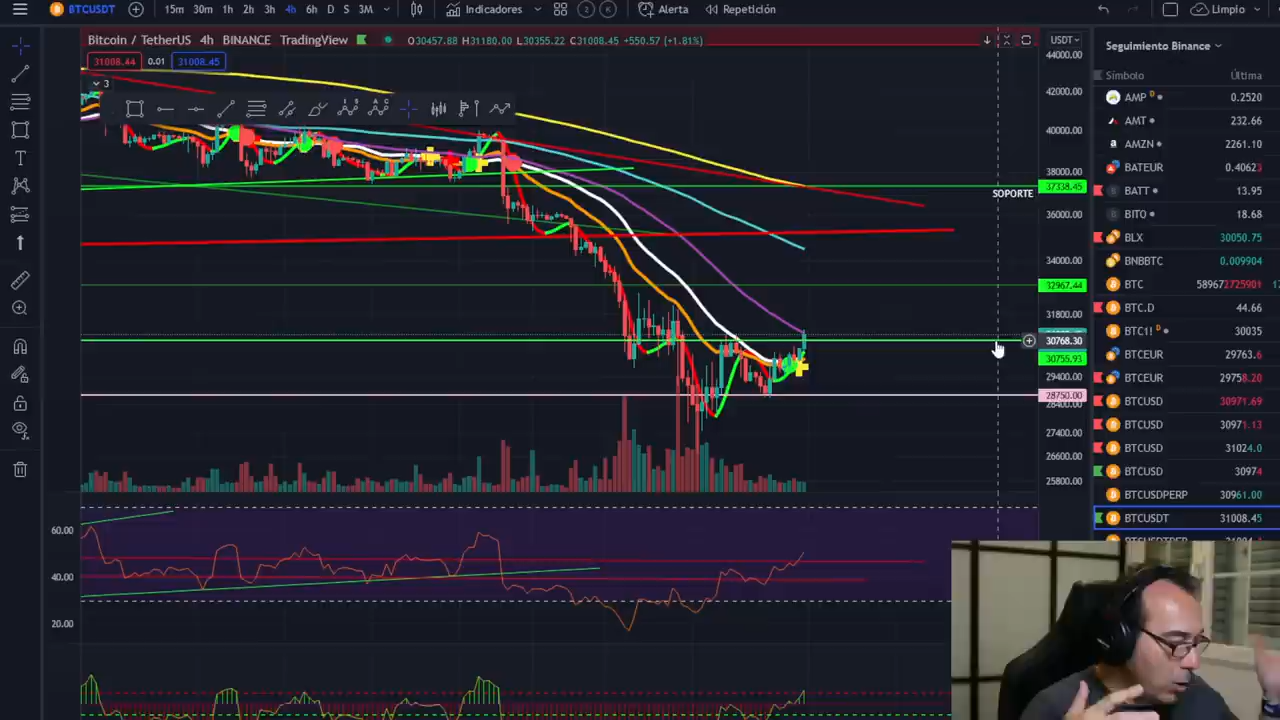 BTCUSDT 15m 30m 1h 2h 3h 4h 6h D S 3M Indicadores Alerta Repetición Limpio
Bitcoin / TetherUS 4h BINANCE TradingView O30457.88 H31180.00 L30355.22 C31008.45 +550.57 (+1.81%)
31008.44 0.01 31008.45
3
USDT
44000.00
42000.00
40000.00
38000.00
37338.45
SOPORTE
36000.00
34000.00
32967.44
31800.00
30768.30
30755.93
29400.00
28750.00
28400.00
27400.00
26600.00
25800.00
60.00
40.00
20.00
Seguimiento Binance
Símbolo Última
AMP D 0.2520
AMT 232.66
AMZN 2261.10
BATEUR 0.40623
BATT 13.95
BITO 18.68
BLX 30050.75
BNBBTC 0.009904
BTC 589672725901
BTC.D 44.66
BTC1! D 30035
BTCEUR 29763.6
BTCEUR 29758.20
BTCUSD 30971.69
BTCUSD 30971.13
BTCUSD 31024.0
BTCUSD 30974
BTCUSDPERP 30961.00
BTCUSDT 31008.45